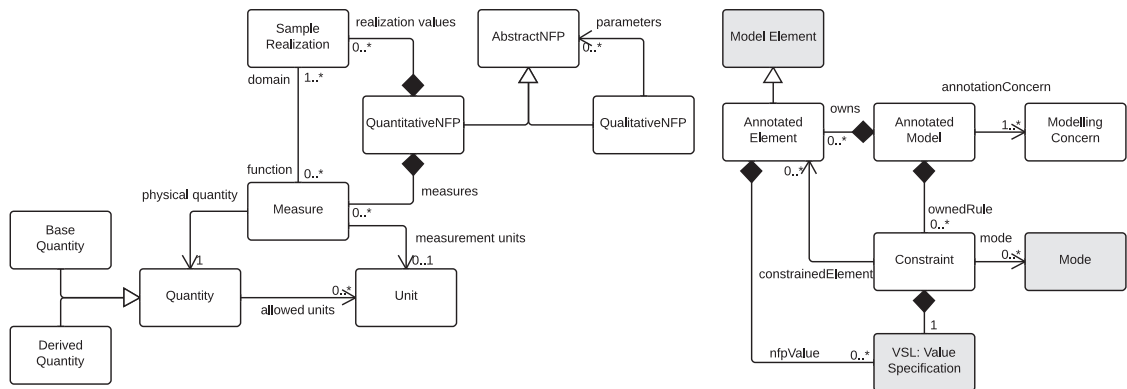 Sample
Realization
realization values
0..*
AbstractNFP
parameters
0..*
domain
1..*
QuantitativeNFP
QualitativeNFP
function
0..*
measures
0..*
physical quantity
Measure
measurement units
0..1
Base
Quantity
1
Quantity
0..*
allowed units
Unit
Derived
Quantity
Model Element
annotationConcern
owns
Annotated
Element
0..*
Annotated
Model
1..*
Modelling
Concern
0..*
ownedRule
0..*
mode
constrainedElement
Constraint
0..*
Mode
1
nfpValue
0..*
VSL: Value
Specification